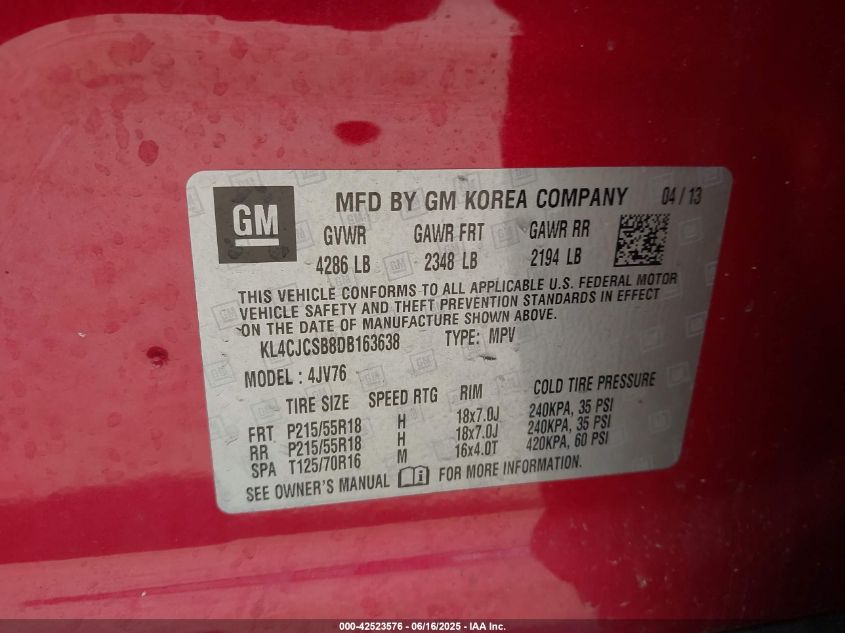 GM MFD BY GM KOREA COMPANY 04 / 13
GVWR GAWR FRT GAWR RR
4286 LB 2348 LB 2194 LB
THIS VEHICLE CONFORMS TO ALL APPLICABLE U.S. FEDERAL MOTOR
VEHICLE SAFETY AND THEFT PREVENTION STANDARDS IN EFFECT
ON THE DATE OF MANUFACTURE SHOWN ABOVE.
KL4CJCSB8DB163638 TYPE: MPV
MODEL : 4JV76
TIRE SIZE SPEED RTG RIM COLD TIRE PRESSURE
FRT P215/55R18 H 18x7.0J 240KPA, 35 PSI
RR P215/55R18 H 18x7.0J 240KPA, 35 PSI
SPA T125/70R16 M 16x4.0T 420KPA, 60 PSI
SEE OWNER'S MANUAL i FOR MORE INFORMATION.
000-42523576 - 06/16/2025 - IAA Inc.